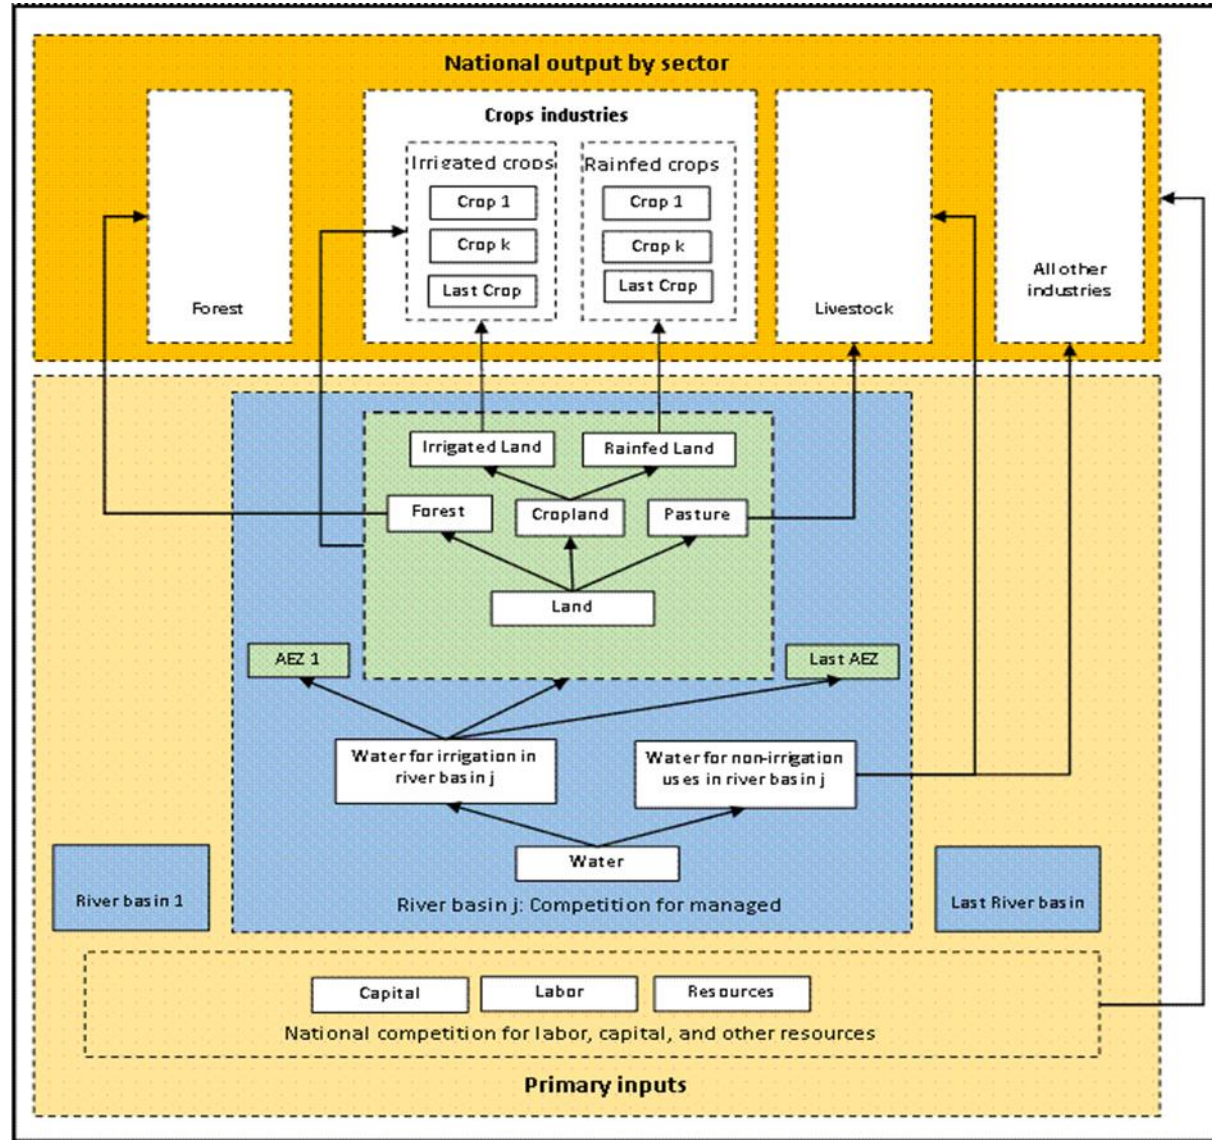 National output by sector
Crops industries
Irrigated crops
Crop 1
Crop k
Last Crop
Rainfed crops
Crop 1
Crop k
Last Crop
Forest
Livestock
All other
industries
Irrigated Land
Rainfed Land
Forest
Cropland
Pasture
Land
AEZ 1
Last AEZ
Water for irrigation in
river basin j
Water for non-irrigation
uses in river basin j
Water
River basin 1
River basin j: Competition for managed
Last River basin
Capital
Labor
Resources
National competition for labor, capital, and other resources
Primary inputs